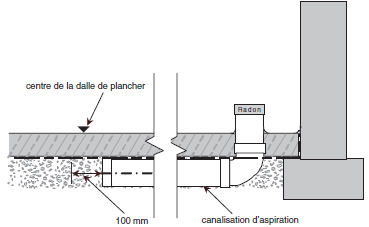 centre de la dalle de plancher
Radon
100 mm
canalisation d'aspiration